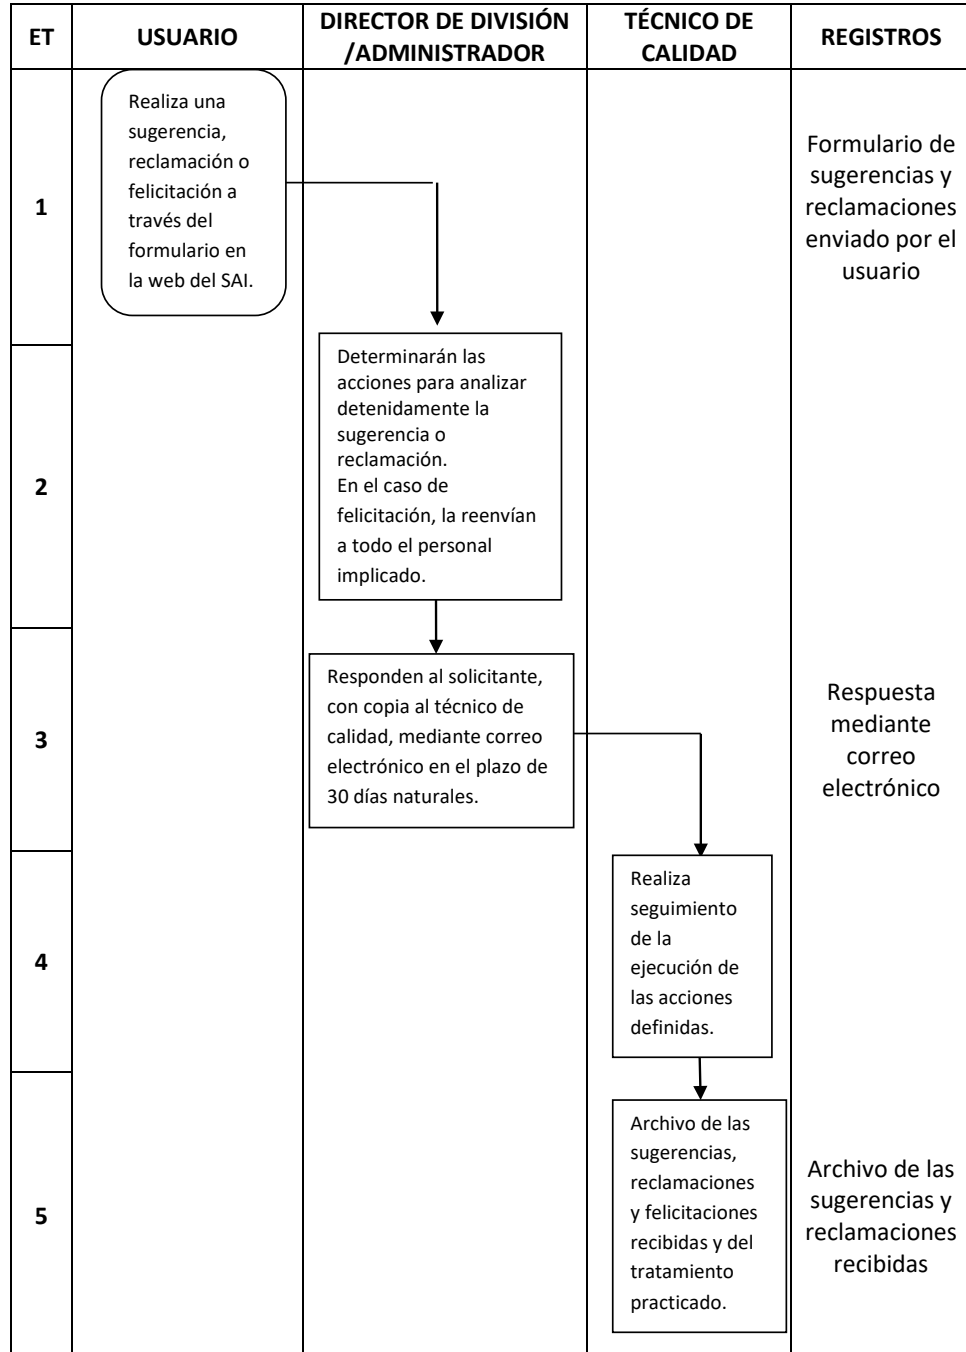 ET
USUARIO
DIRECTOR DE DIVISIÓN
/ADMINISTRADOR
TÉCNICO DE
CALIDAD
REGISTROS
1
Realiza una
sugerencia,
reclamación o
felicitación a
través del
formulario en
la web del SAI.
Formulario de
sugerencias y
reclamaciones
enviado por el
usuario
2
Determinarán las
acciones para analizar
detenidamente la
sugerencia o
reclamación.
En el caso de
felicitación, la reenvían
a todo el personal
implicado.
3
Responden al solicitante,
con copia al técnico de
calidad, mediante correo
electrónico en el plazo de
30 días naturales.
Respuesta
mediante
correo
electrónico
4
Realiza
seguimiento
de la
ejecución de
las acciones
definidas.
5
Archivo de las
sugerencias,
reclamaciones
y felicitaciones
recibidas y del
tratamiento
practicado.
Archivo de las
sugerencias y
reclamaciones
recibidas